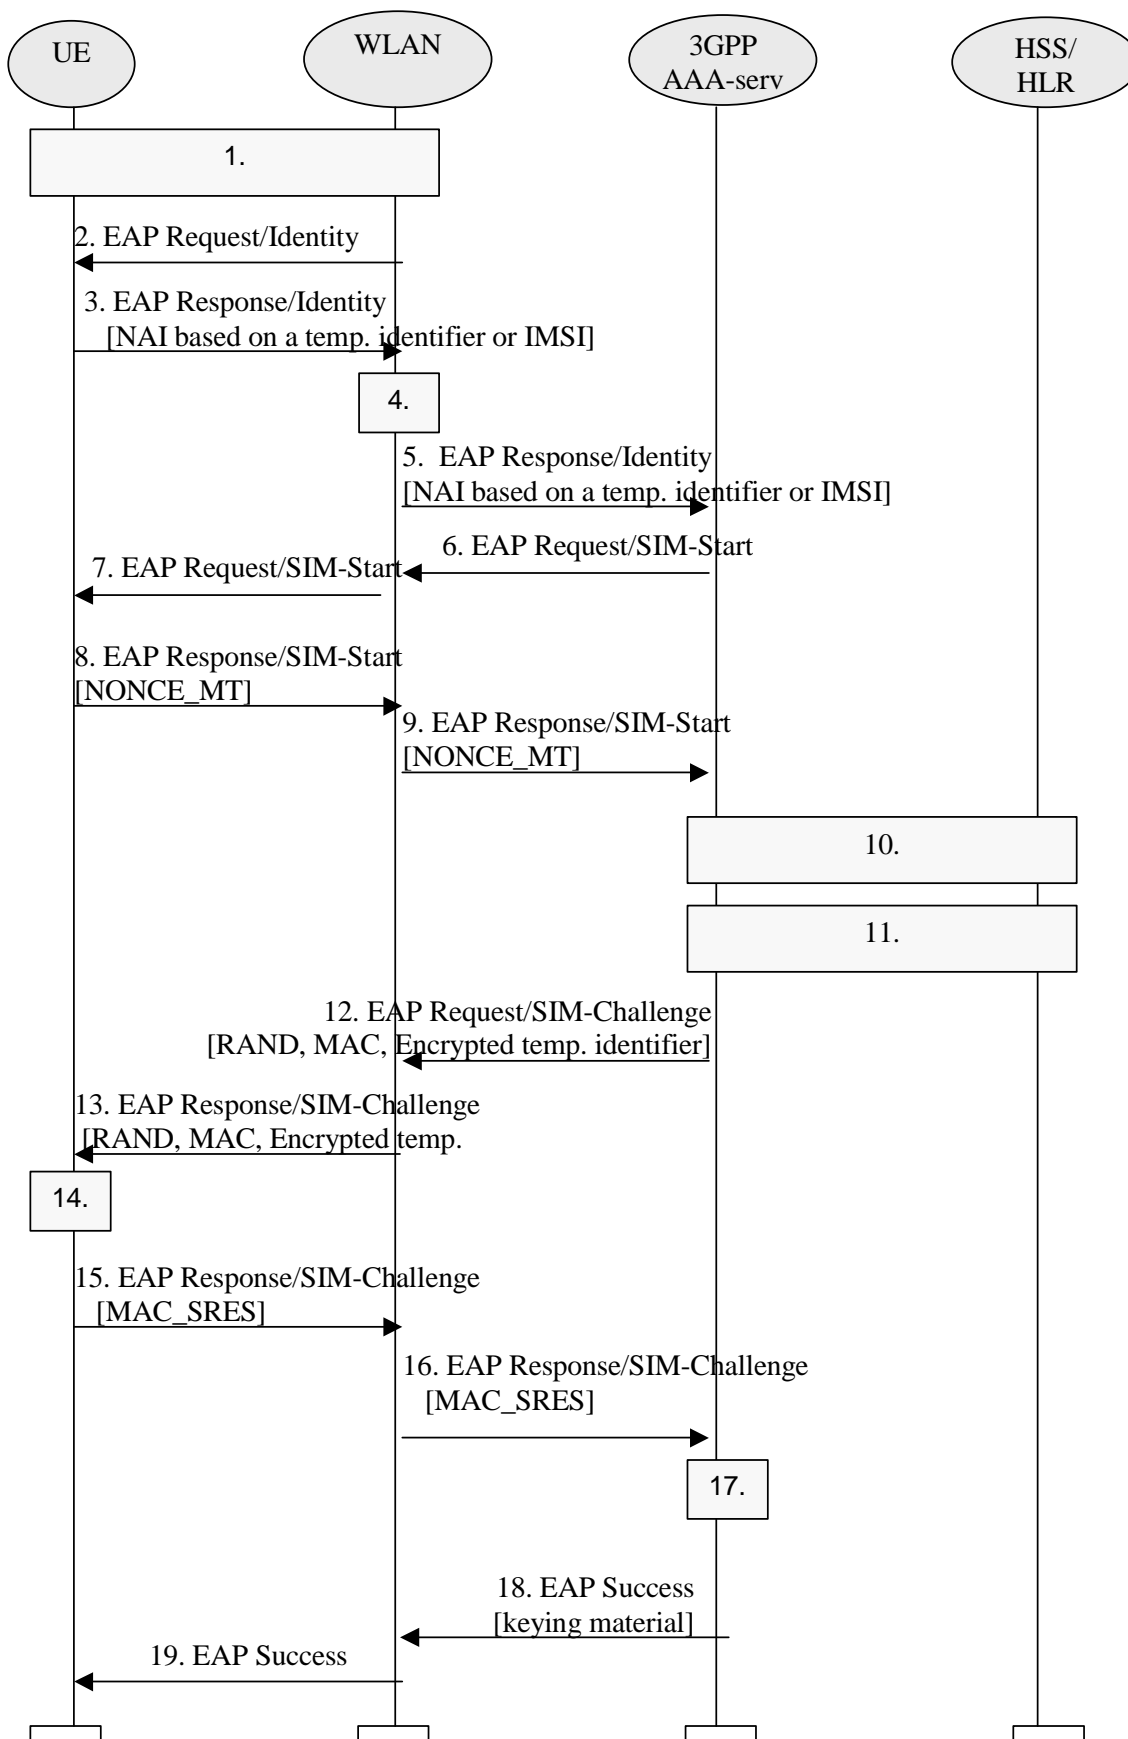 UE
WLAN
3GPP
AAA-serv
HSS/
HLR
1.
2. EAP Request/Identity
3. EAP Response/Identity
[NAI based on a temp. identifier or IMSI]
4.
5.  EAP Response/Identity
[NAI based on a temp. identifier or IMSI]
6. EAP Request/SIM-Start
7. EAP Request/SIM-Start
8. EAP Response/SIM-Start
[NONCE_MT]
9. EAP Response/SIM-Start
[NONCE_MT]
10.
11.
12. EAP Request/SIM-Challenge
[RAND, MAC, Encrypted temp. identifier]
13. EAP Response/SIM-Challenge
[RAND, MAC, Encrypted temp.
14.
15. EAP Response/SIM-Challenge
[MAC_SRES]
16. EAP Response/SIM-Challenge
[MAC_SRES]
17.
18. EAP Success
[keying material]
19. EAP Success